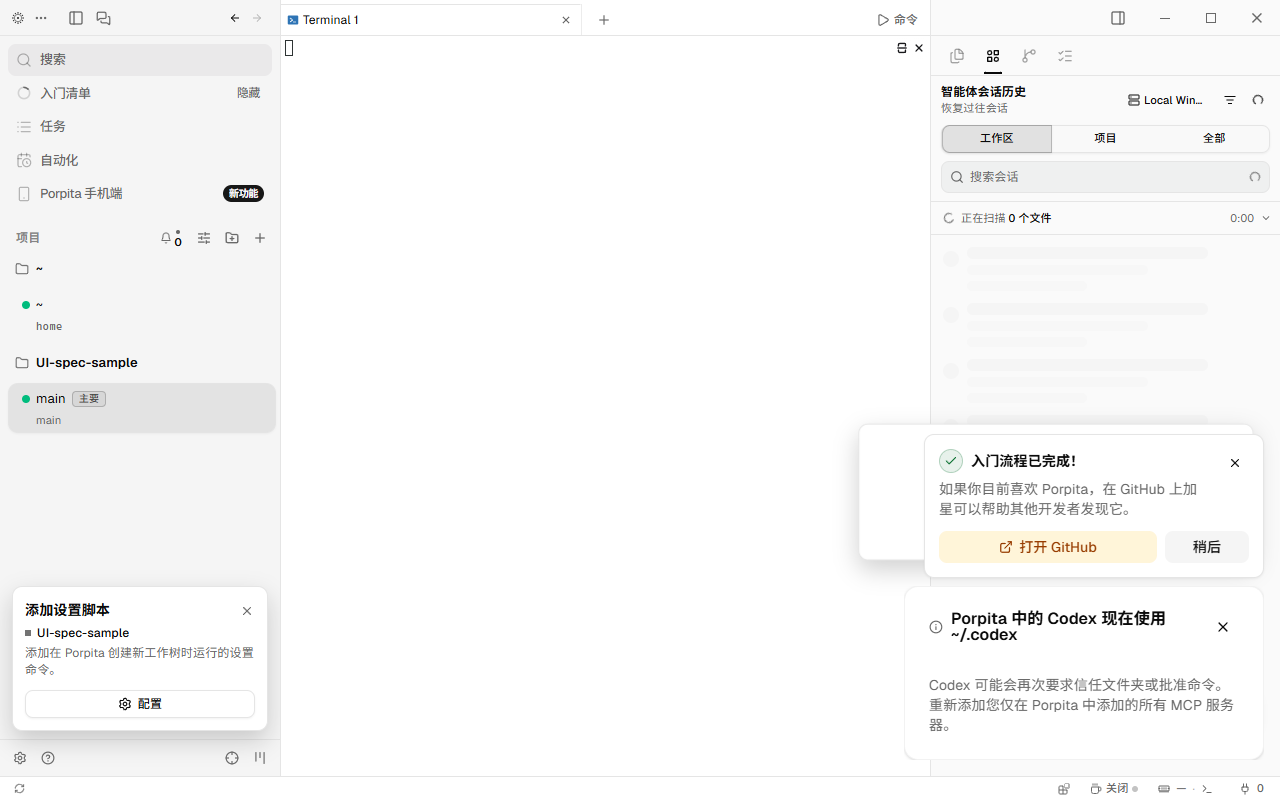 Terminal 1
命令
搜索
入门清单
隐藏
任务
自动化
Porpita 手机端
新功能
项目
0
~
~
home
UI-spec-sample
main
主要
main
添加设置脚本
UI-spec-sample
添加在 Porpita 创建新工作树时运行的设置
命令。
配置
智能体会话历史
恢复过往会话
Local Win...
工作区
项目
全部
搜索会话
正在扫描 0 个文件
0:00
入门流程已完成！
如果你目前喜欢 Porpita，在 GitHub 上加
星可以帮助其他开发者发现它。
打开 GitHub
稍后
Porpita 中的 Codex 现在使用
~/.codex
Codex 可能会再次要求信任文件夹或批准命令。
重新添加您仅在 Porpita 中添加的所有 MCP 服务
器。
关闭
0